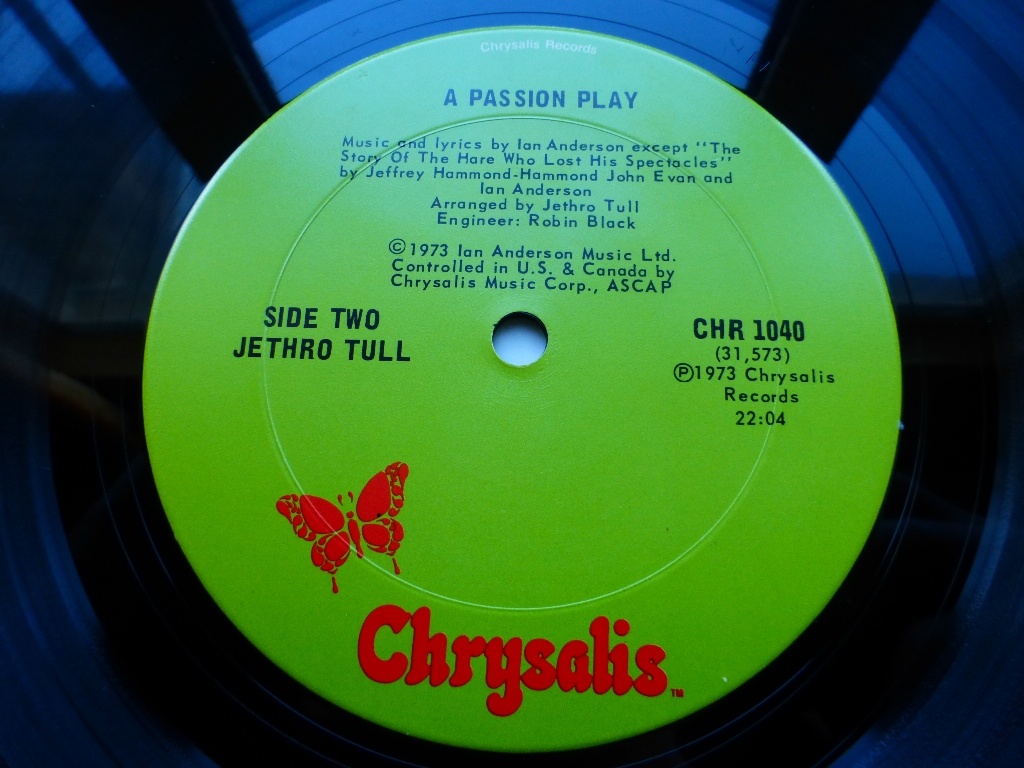 Chrysalis Records
A PASSION PLAY
Music and lyrics by Ian Anderson except "The
Story Of The Hare Who Lost His Spectacles"
by Jeffrey Hammond-Hammond John Evan and
Ian Anderson
Arranged by Jethro Tull
Engineer: Robin Black
©1973 Ian Anderson Music Ltd.
Controlled in U.S. & Canada by
Chrysalis Music Corp., ASCAP
SIDE TWO
JETHRO TULL
CHR 1040
(31,573)
℗1973 Chrysalis
Records
22:04
Chrysalis™